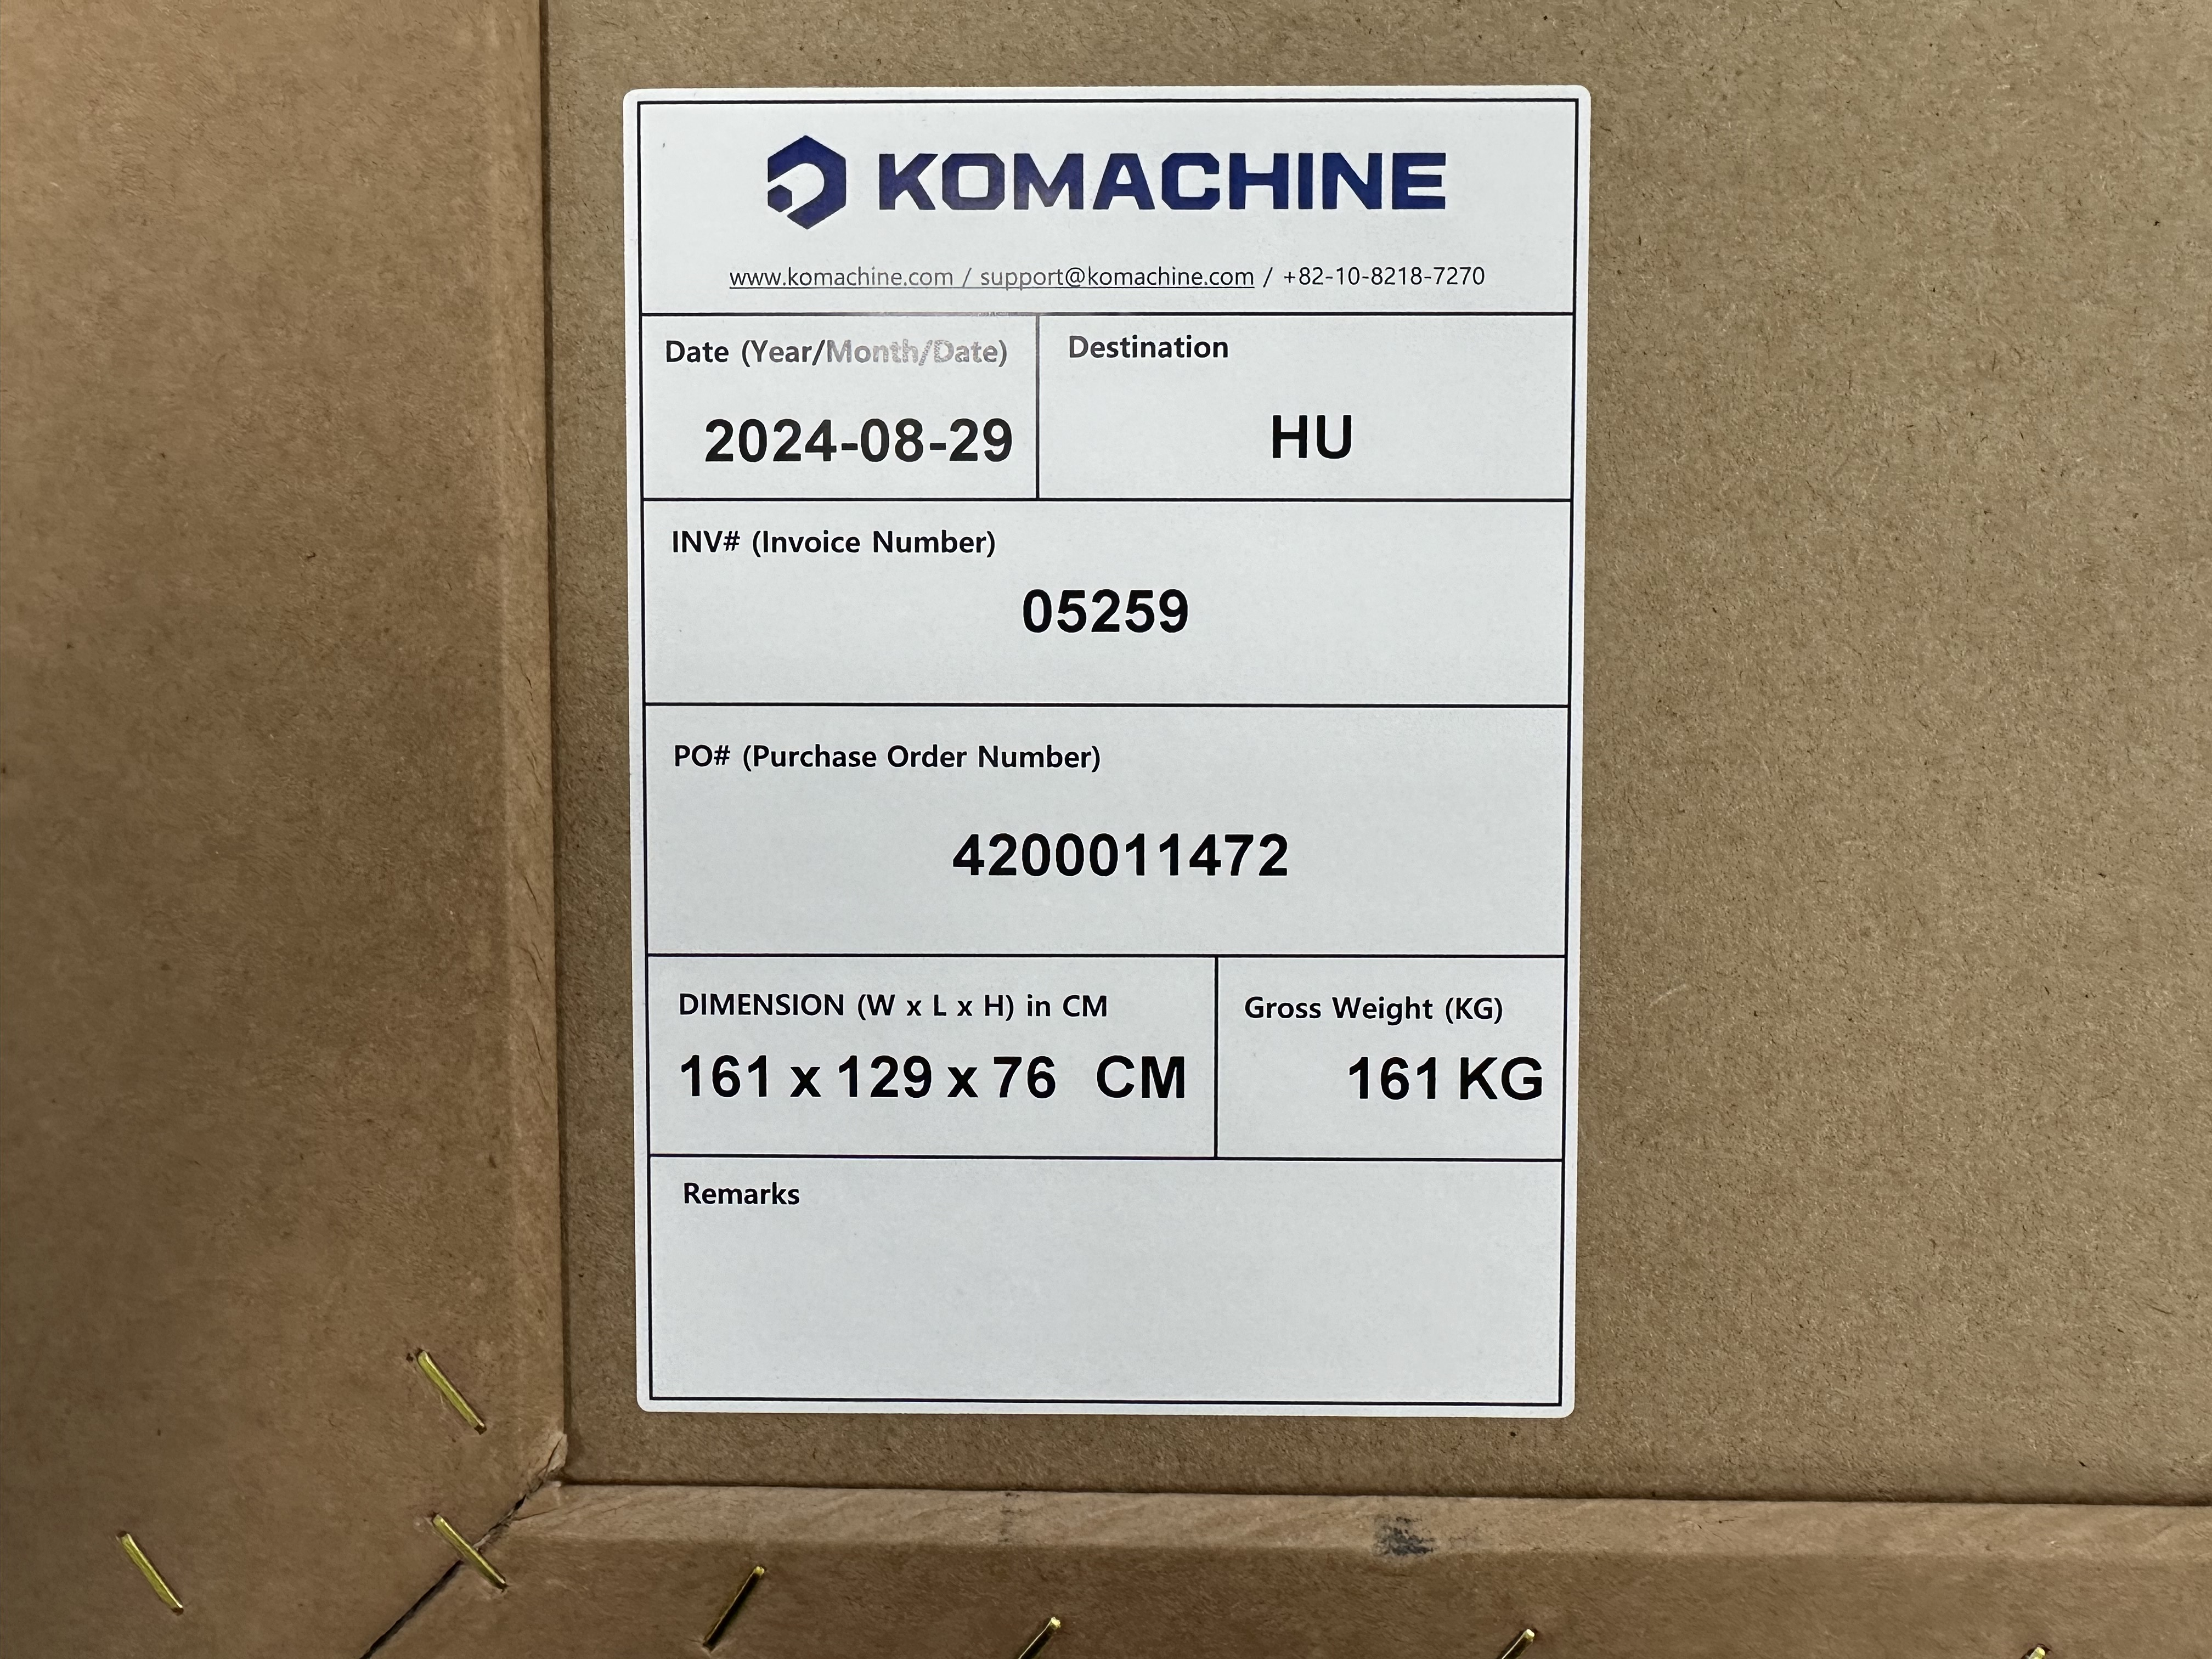 KOMACHINE
www.komachine.com / support@komachine.com / +82-10-8218-7270
Date (Year/Month/Date)
2024-08-29
Destination
HU
INV# (Invoice Number)
05259
PO# (Purchase Order Number)
4200011472
DIMENSION (W x L x H) in CM
161 x 129 x 76 CM
Gross Weight (KG)
161 KG
Remarks